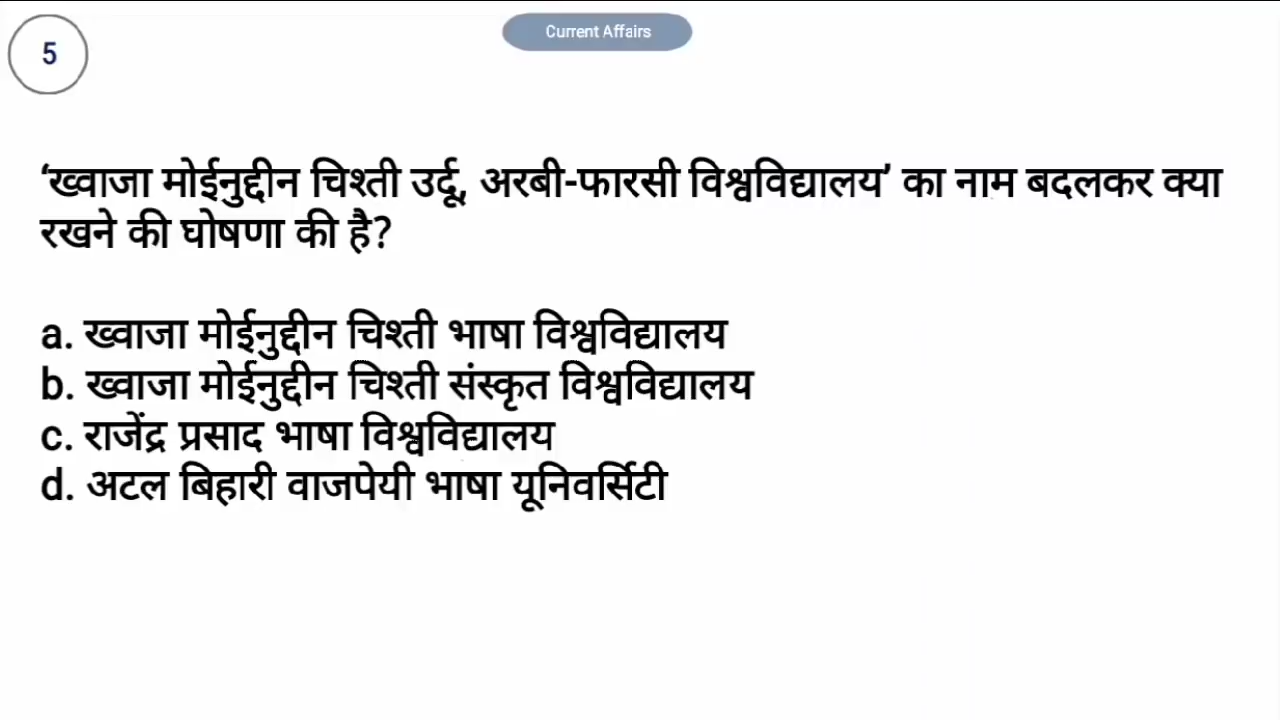 5
Current Affairs
‘ख्वाजा मोईनुद्दीन चिश्ती उर्दू, अरबी-फारसी विश्वविद्यालय’ का नाम बदलकर क्या
रखने की घोषणा की है?
a. ख्वाजा मोईनुद्दीन चिश्ती भाषा विश्वविद्यालय
b. ख्वाजा मोईनुद्दीन चिश्ती संस्कृत विश्वविद्यालय
c. राजेंद्र प्रसाद भाषा विश्वविद्यालय
d. अटल बिहारी वाजपेयी भाषा यूनिवर्सिटी